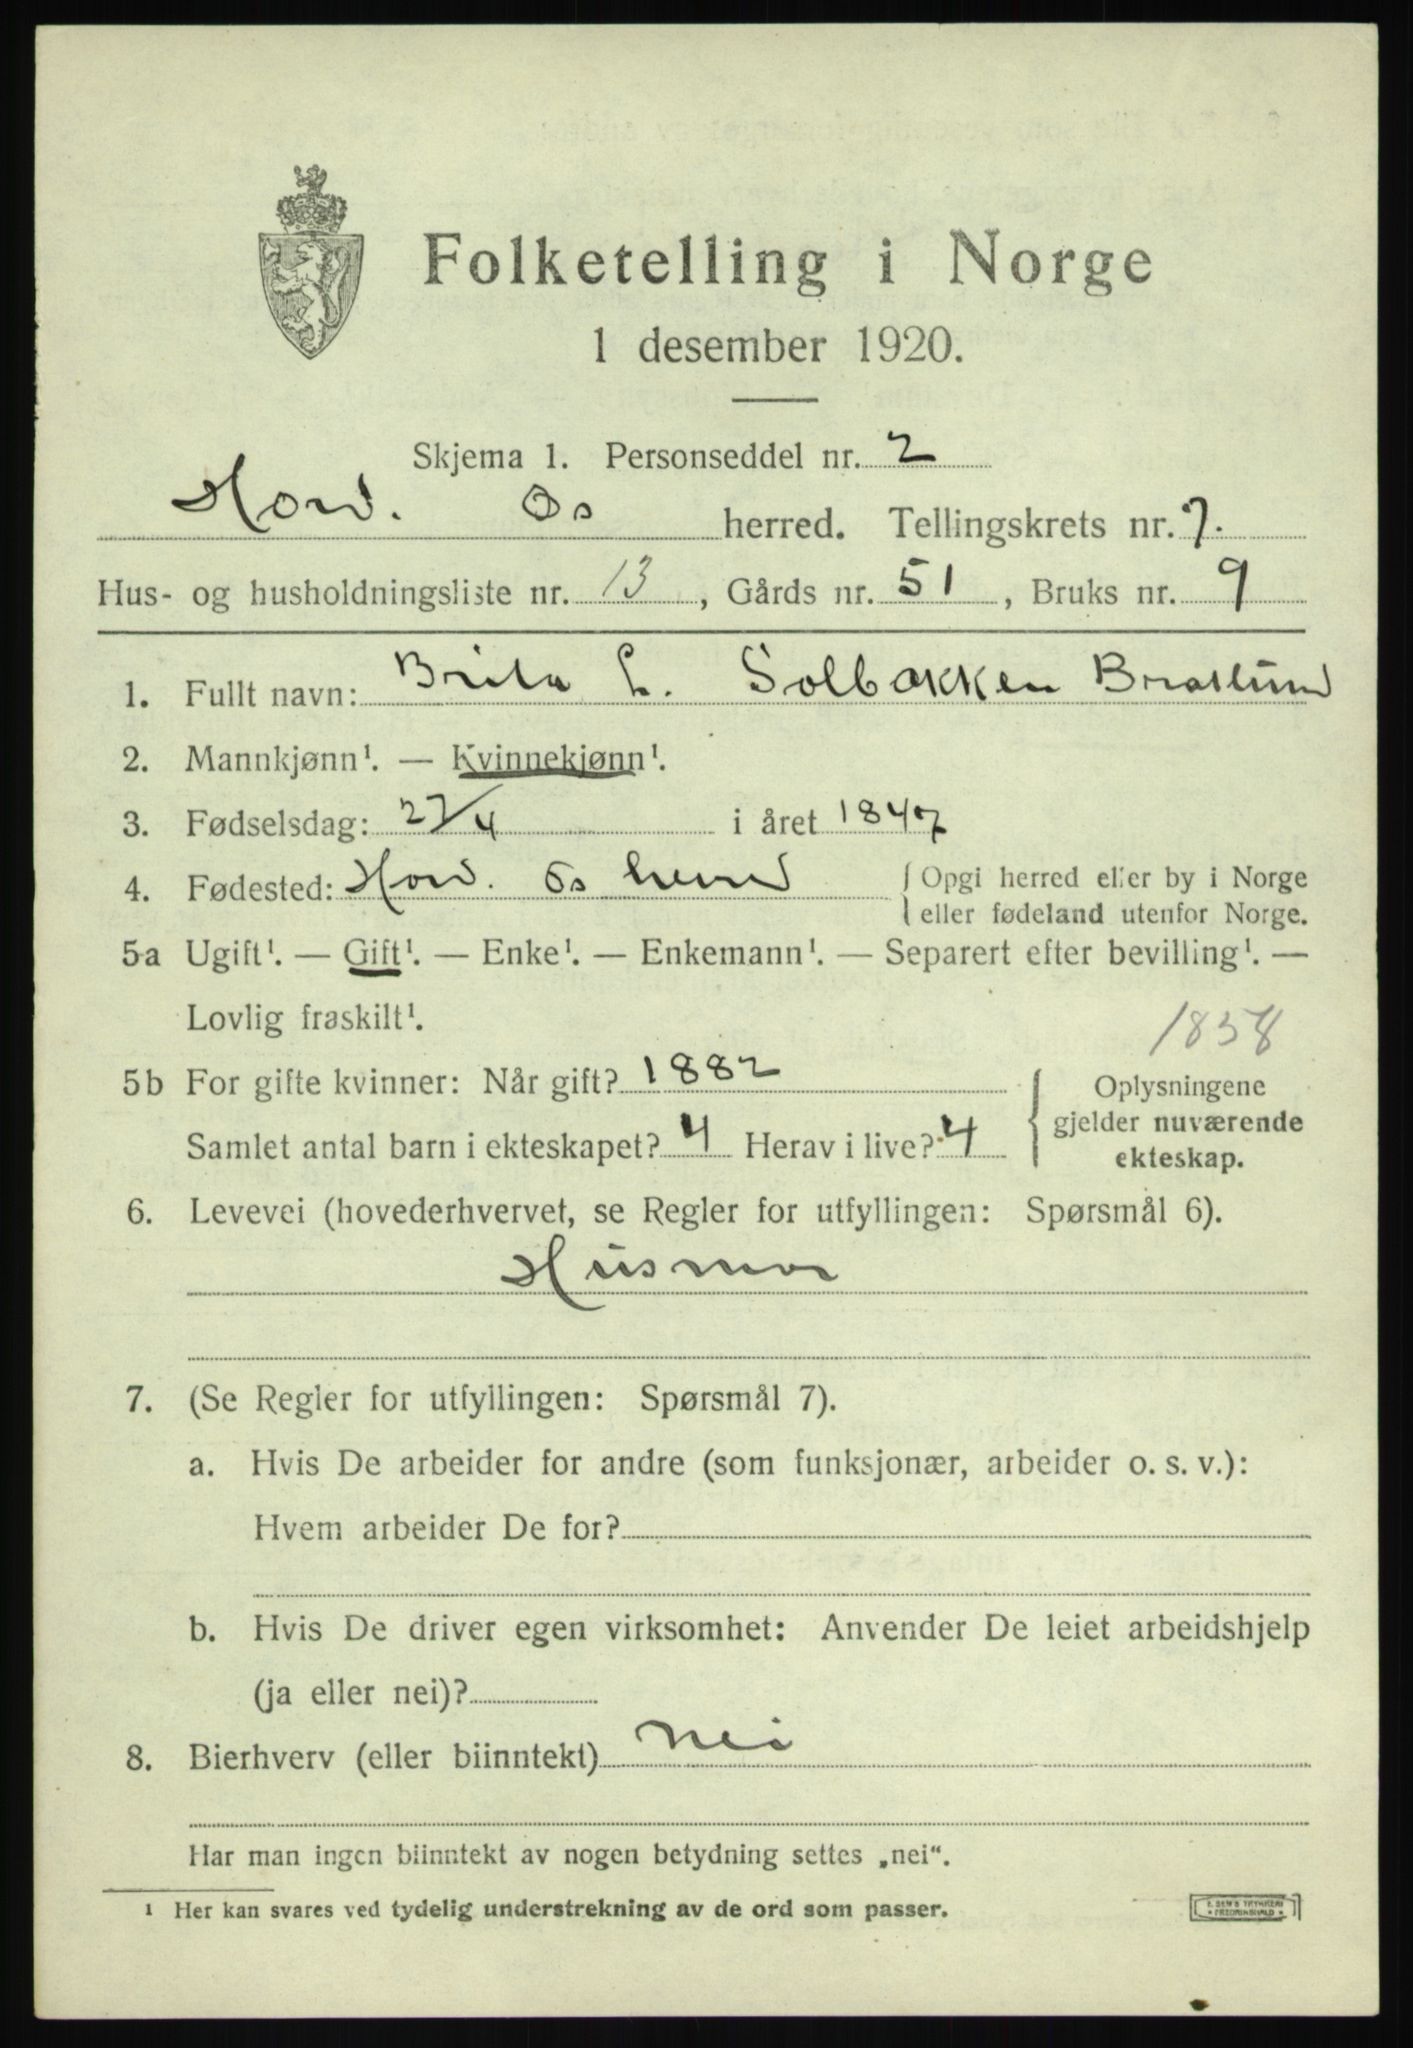 Folketelling i Norge
1 desember 1920.
Skjema 1. Personseddel nr. 2
Hord. Os herred. Tellingskrets nr. 7.
Hus- og husholdningsliste nr. 13, Gårds nr. 51, Bruks nr. 9
1. Fullt navn: Brita L. Solbakken
2. Mannkjønn¹. — Kvinnekjønn¹.
3. Fødselsdag: 27/4 i året 1847
4. Fødested: Hord. Os herred { Opgi herred eller by i Norge
eller fødeland utenfor Norge.
5a Ugift¹. — Gift¹. — Enke¹. — Enkemann¹. — Separert efter bevilling¹. —
Lovlig fraskilt¹.
1858
5b For gifte kvinner: Når gift? 1882
Samlet antal barn i ekteskapet? 4 Herav i live? 4
{ Oplysningene
gjelder nuværende
ekteskap.
6. Levevei (hovederhvervet, se Regler for utfyllingen: Spørsmål 6).
Husmor
7. (Se Regler for utfyllingen: Spørsmål 7).
a. Hvis De arbeider for andre (som funksjonær, arbeider o. s. v.):
Hvem arbeider De for?
b. Hvis De driver egen virksomhet: Anvender De leiet arbeidshjelp
(ja eller nei)?
8. Bierhverv (eller biinntekt) Nei
Har man ingen biinntekt av nogen betydning settes „nei“.
¹ Her kan svares ved tydelig understrekning av de ord som passer.